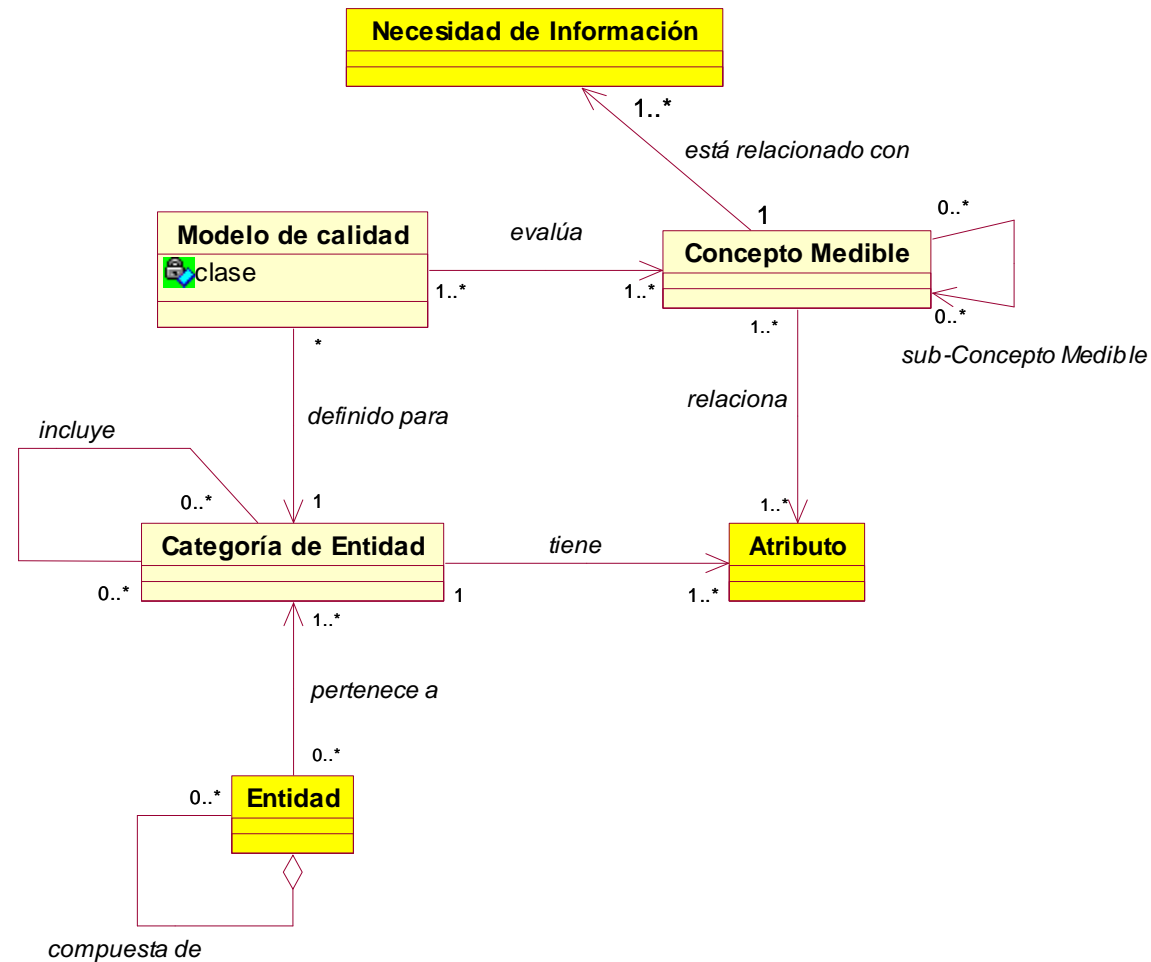 Necesidad de Información
1..*
está relacionado con
1
0..*
Modelo de calidad
clase
evalúa
Concepto Medible
1..*
1..*
0..*
1..*
sub-Concepto Medible
*
relaciona
definido para
incluye
0..*
1
1..*
Categoría de Entidad
tiene
Atributo
0..*
1
1..*
1..*
pertenece a
0..*
0..*
Entidad
compuesta de